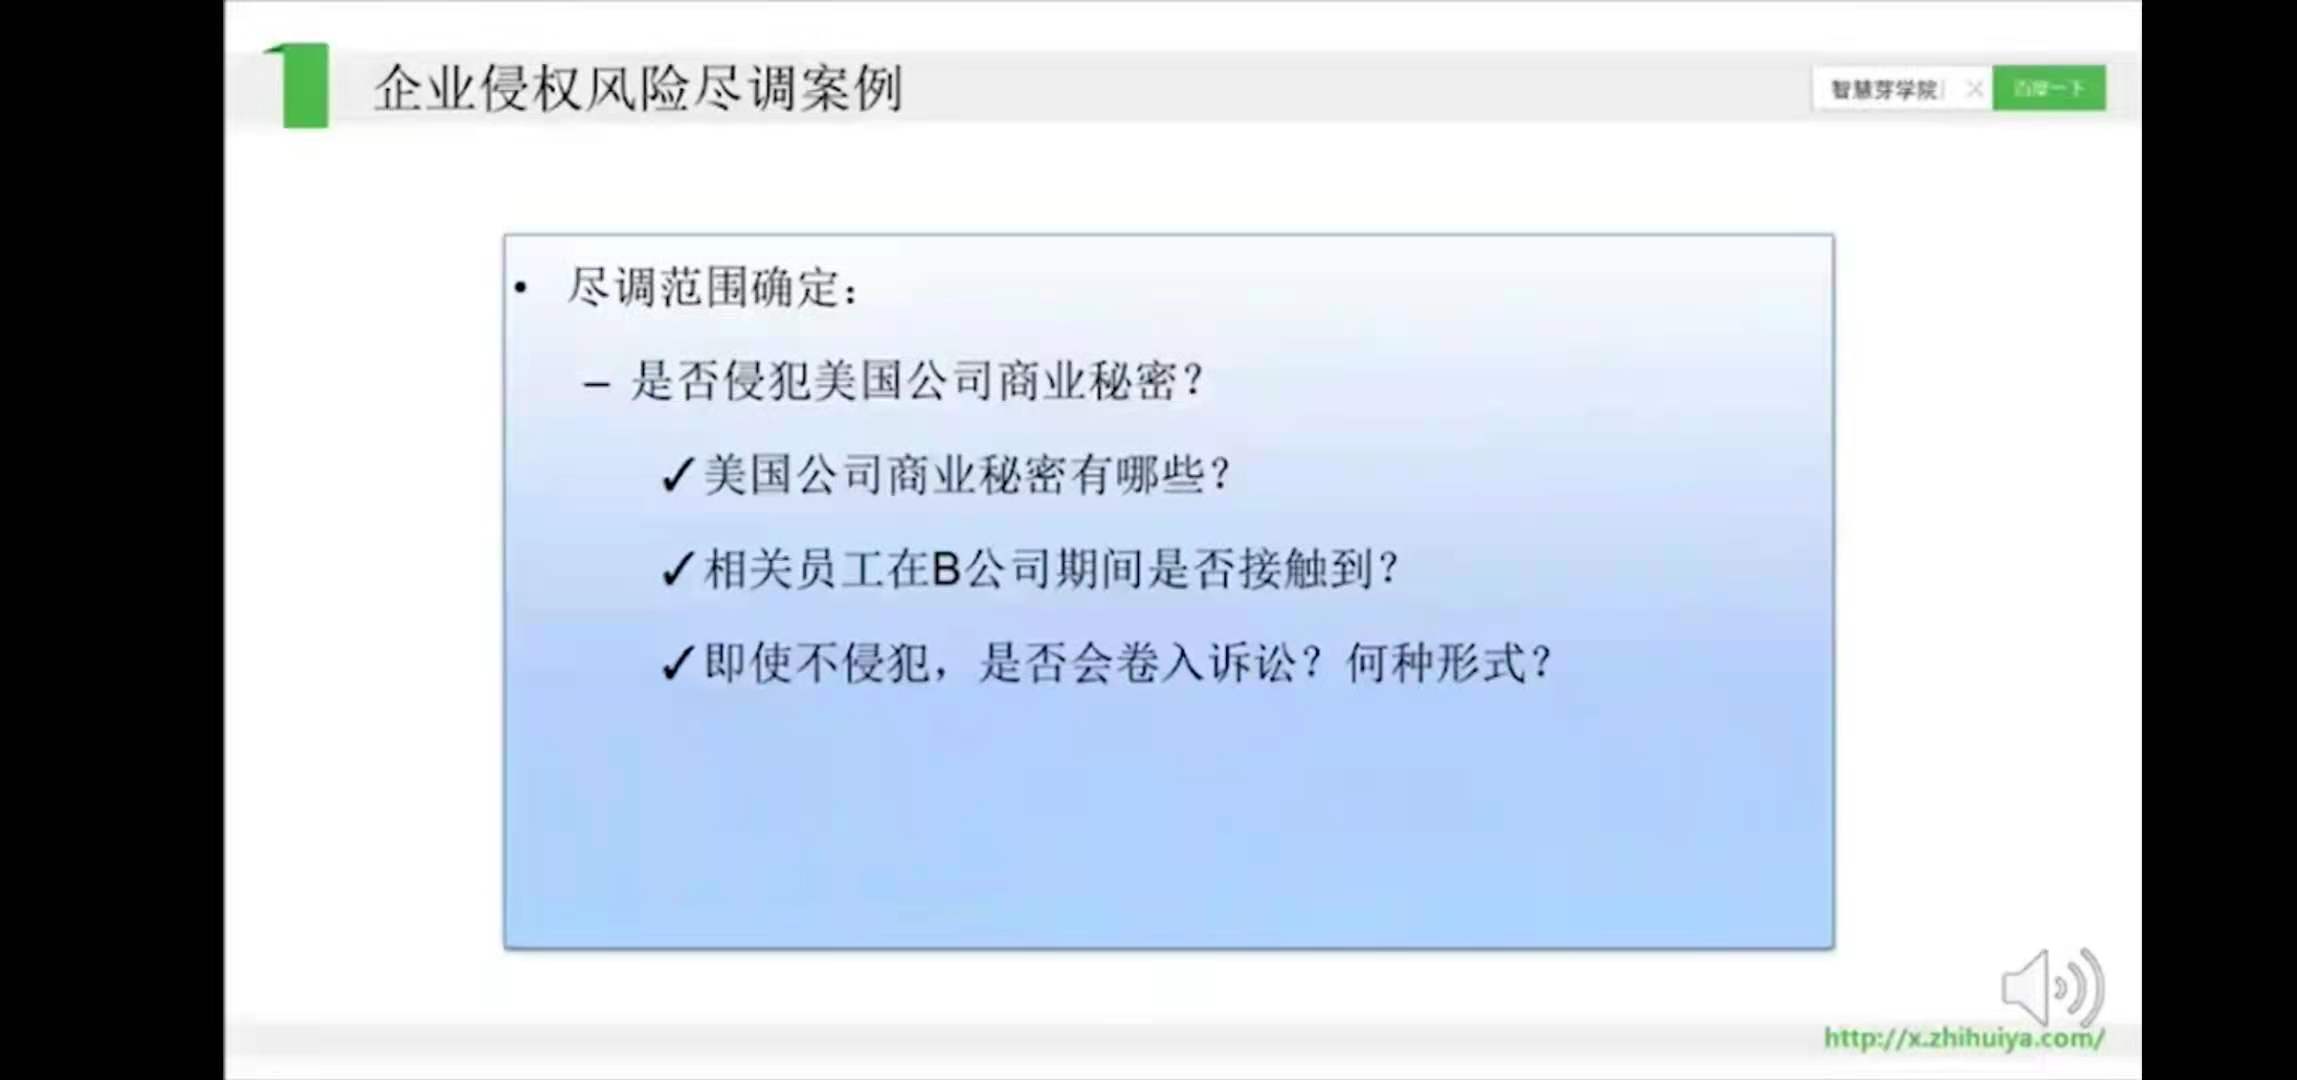 企业侵权风险尽调案例
智慧芽学院
百度一下
• 尽调范围确定：
– 是否侵犯美国公司商业秘密？
✓美国公司商业秘密有哪些？
✓相关员工在B公司期间是否接触到？
✓即使不侵犯，是否会卷入诉讼？何种形式？
http://x.zhihuiya.com/